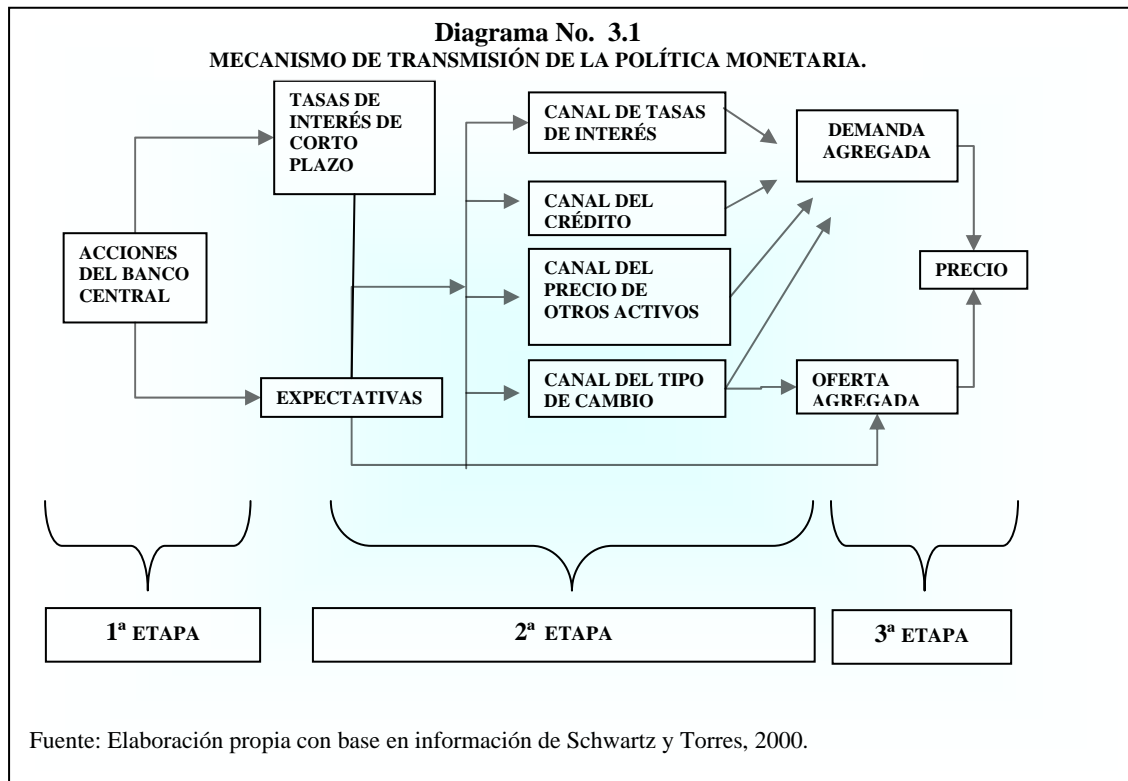 Diagrama No. 3.1
MECANISMO DE TRANSMISIÓN DE LA POLÍTICA MONETARIA.
TASAS DE
INTERÉS DE
CORTO
PLAZO
CANAL DE TASAS
DE INTERÉS
DEMANDA
AGREGADA
CANAL DEL
CRÉDITO
ACCIONES
DEL BANCO
CENTRAL
CANAL DEL
PRECIO DE
OTROS ACTIVOS
PRECIO
EXPECTATIVAS
CANAL DEL TIPO
DE CAMBIO
OFERTA
AGREGADA
1ª ETAPA
2ª ETAPA
3ª ETAPA
Fuente: Elaboración propia con base en información de Schwartz y Torres, 2000.